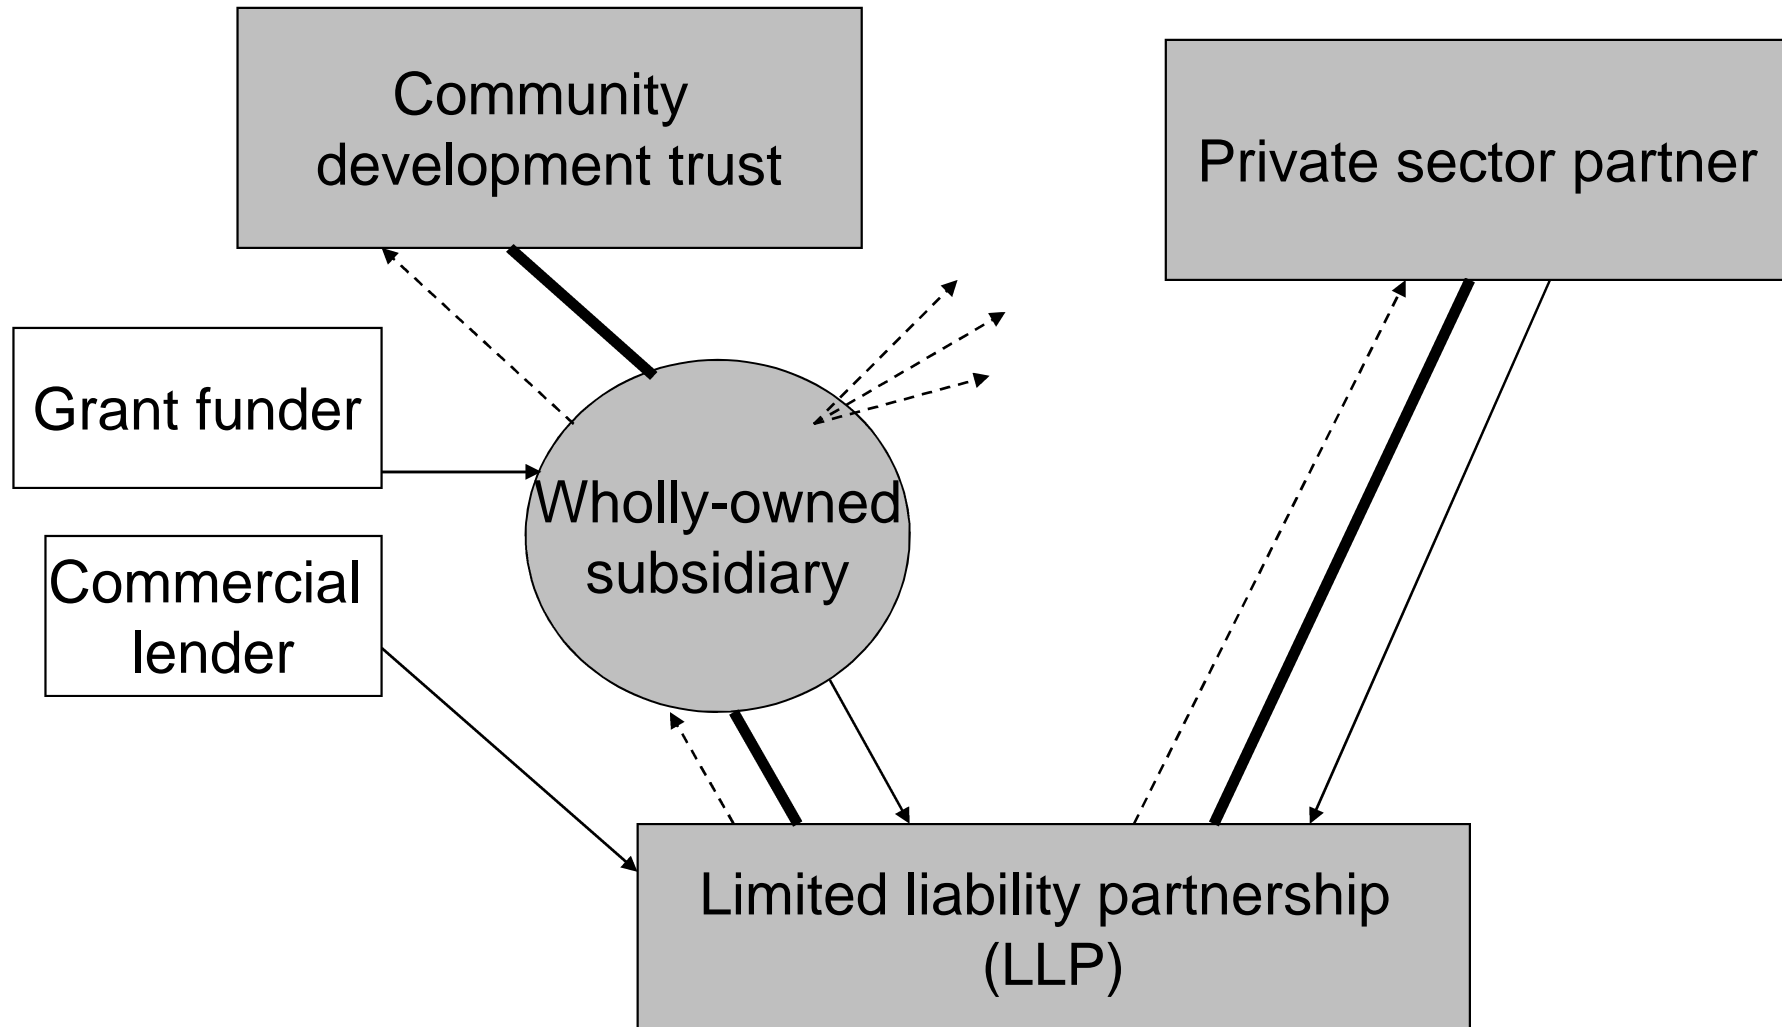 Community
development trust
Private sector partner
Grant funder
Wholly-owned
subsidiary
Commercial
lender
Limited liability partnership
(LLP)